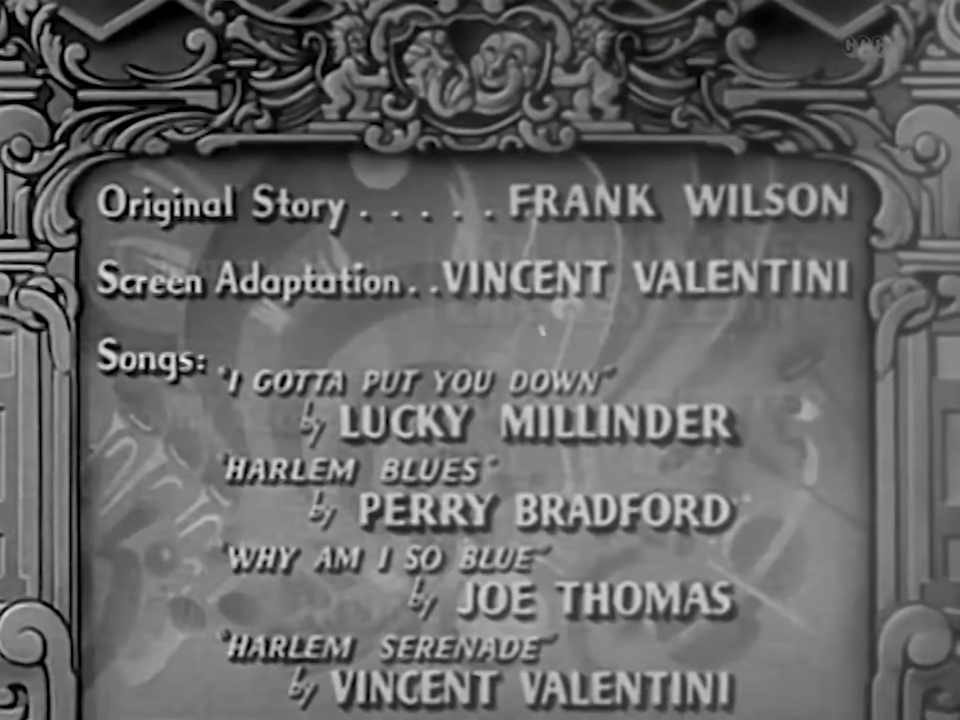 CCC
Original Story . . . . . FRANK WILSON
Screen Adaptation . . VINCENT VALENTINI
Songs:
"I GOTTA PUT YOU DOWN"
by LUCKY MILLINDER
"HARLEM BLUES"
by PERRY BRADFORD
"WHY AM I SO BLUE"
by JOE THOMAS
"HARLEM SERENADE"
by VINCENT VALENTINI